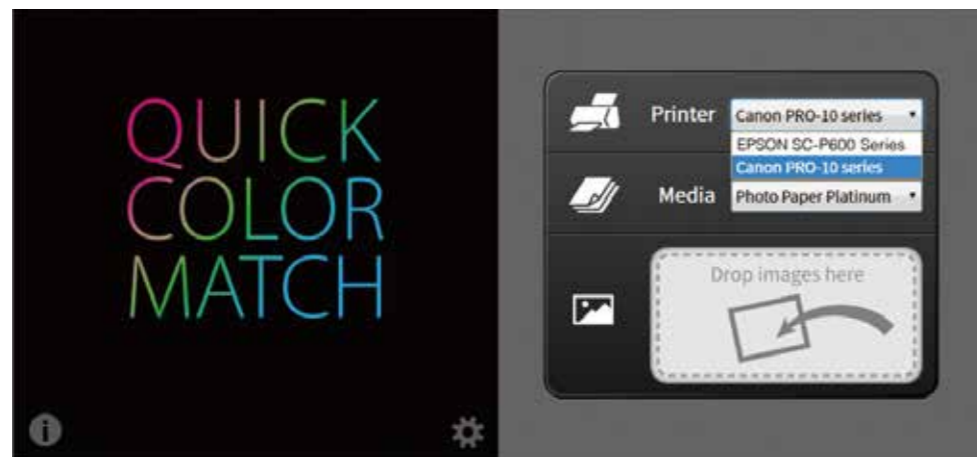 QUICK
COLOR
MATCH
Printer
Canon PRO-10 series
EPSON SC-P600 Series
Canon PRO-10 series
Media
Photo Paper Platinum
Drop images here
i